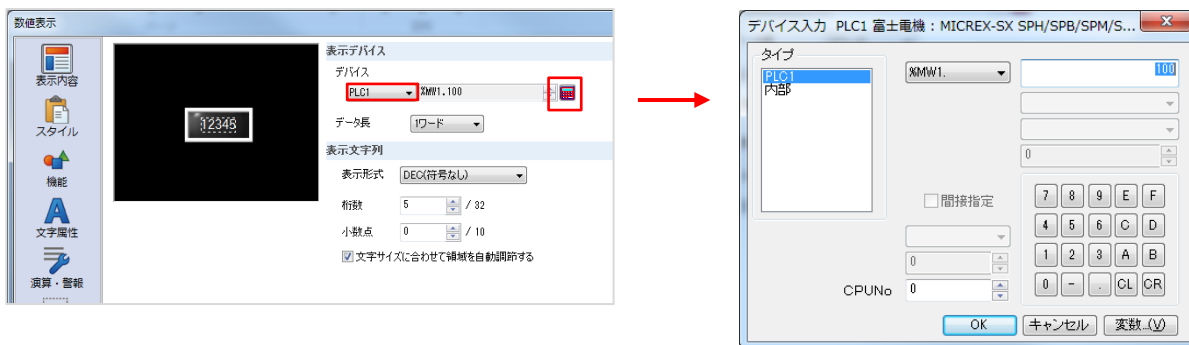 数値表示
表示内容
スタイル
機能
文字属性
演算・警報
12345
表示デバイス
デバイス
PLC1 %MW1.100
データ長 1ワード
表示文字列
表示形式 DEC(符号なし)
桁数 5 / 32
小数点 0 / 10
文字サイズに合わせて領域を自動調節する
デバイス入力 PLC1 富士電機：MICREX-SX SPH/SPB/SPM/S...
タイプ
PLC1
内部
%MW1. 100
0
間接指定
0
CPUNo 0
7 8 9 E F
4 5 6 C D
1 2 3 A B
0 - . CL CR
OK キャンセル 変数...(V)